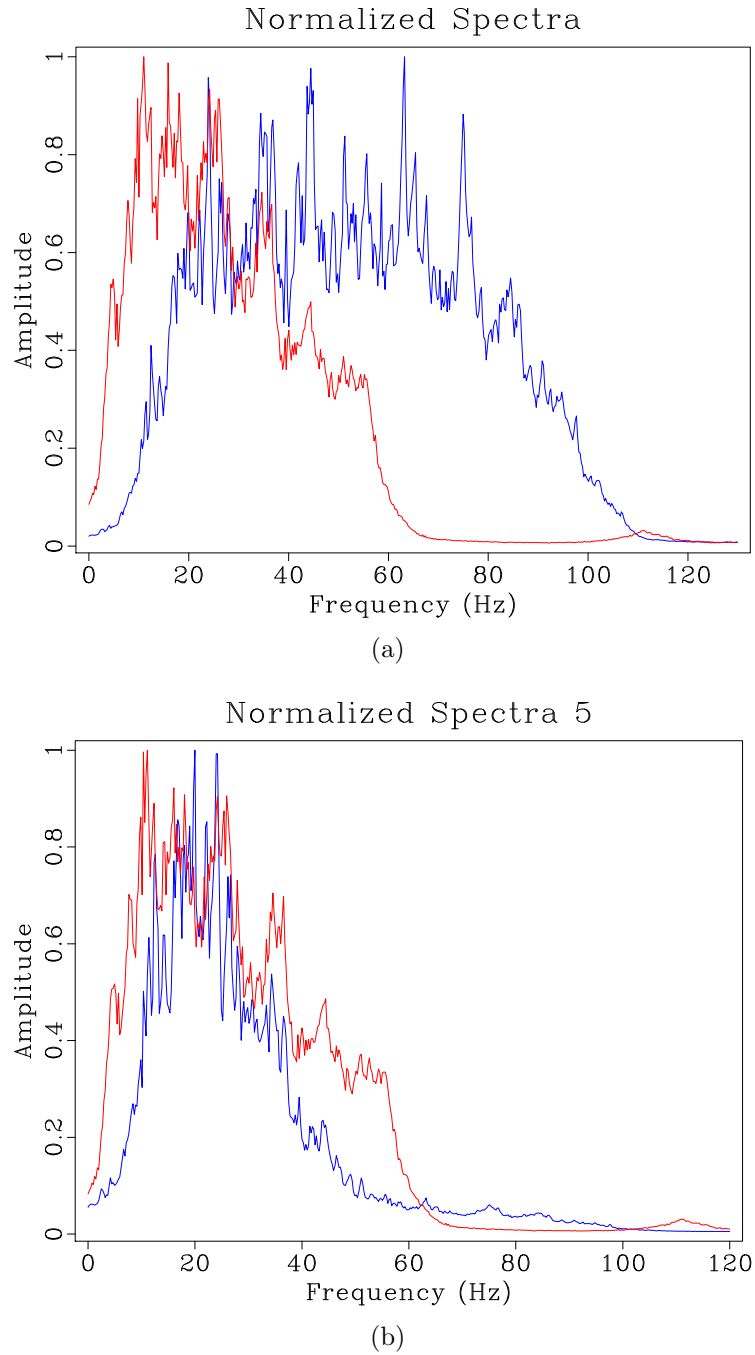 Normalized Spectra
Amplitude
0 0.2 0.4 0.6 0.8 1
0 20 40 60 80 100 120
Frequency (Hz)
(a)
Normalized Spectra 5
Amplitude
0 0.2 0.4 0.6 0.8 1
0 20 40 60 80 100 120
Frequency (Hz)
(b)